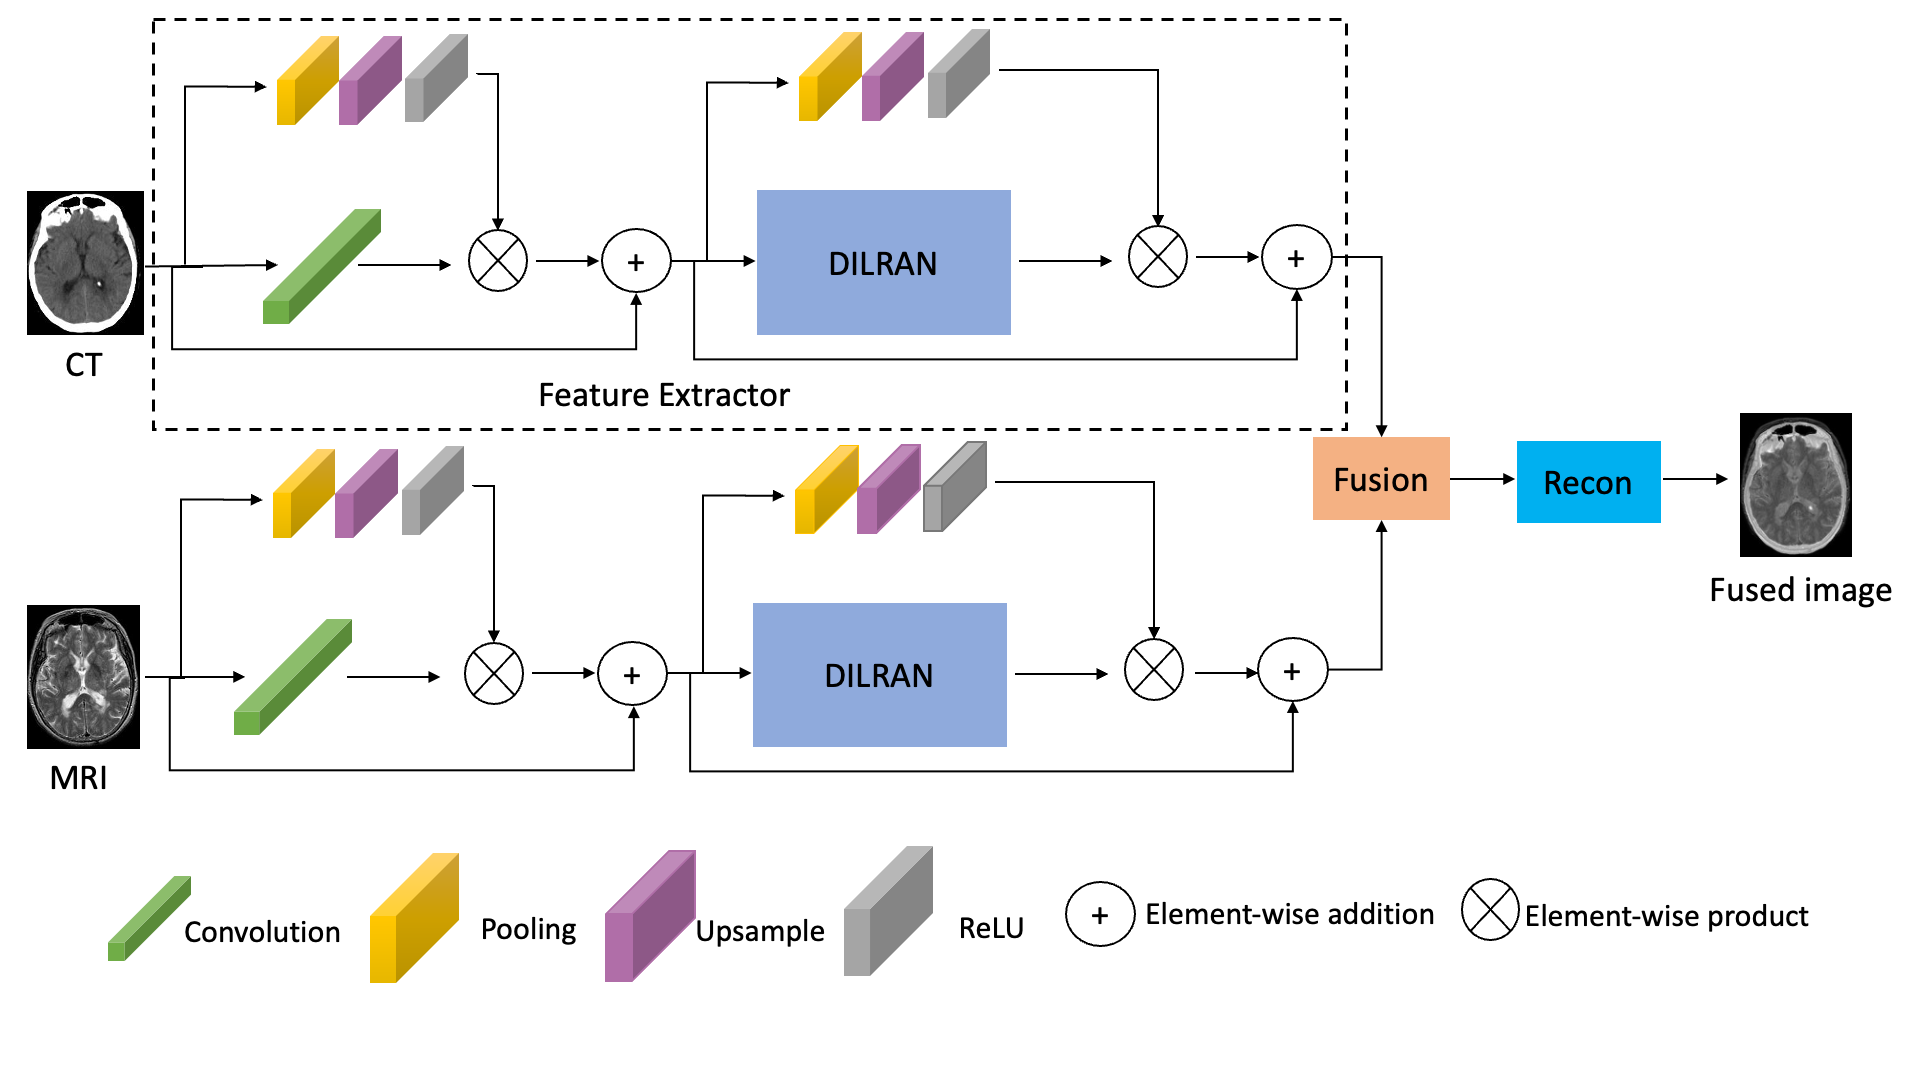 CT
DILRAN
+
+
Feature Extractor
Fusion
Recon
Fused image
MRI
DILRAN
+
+
Convolution
Pooling
Upsample
ReLU
+
Element-wise addition
Element-wise product